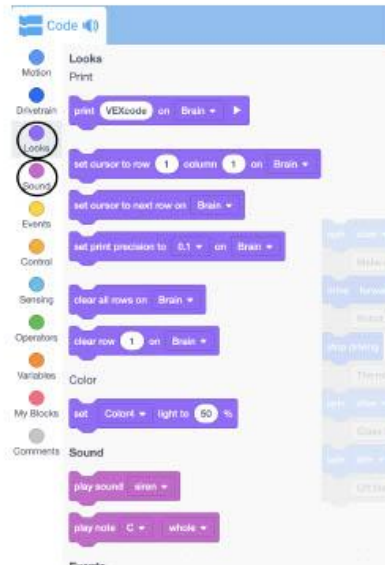 Code
Looks
Motion
Print
Drivetrain
print VEXcode on Brain
Looks
set cursor to row 1 column 1 on Brain
Sound
set cursor to next row on Brain
Events
set print precision to 0.1 on Brain
Control
Sensing
clear all rows on Brain
Operators
clear row 1 on Brain
Variables
Color
My Blocks
set Color4 light to 50 %
Comments
Sound
play sound siren
play note C whole
Events
stop driving